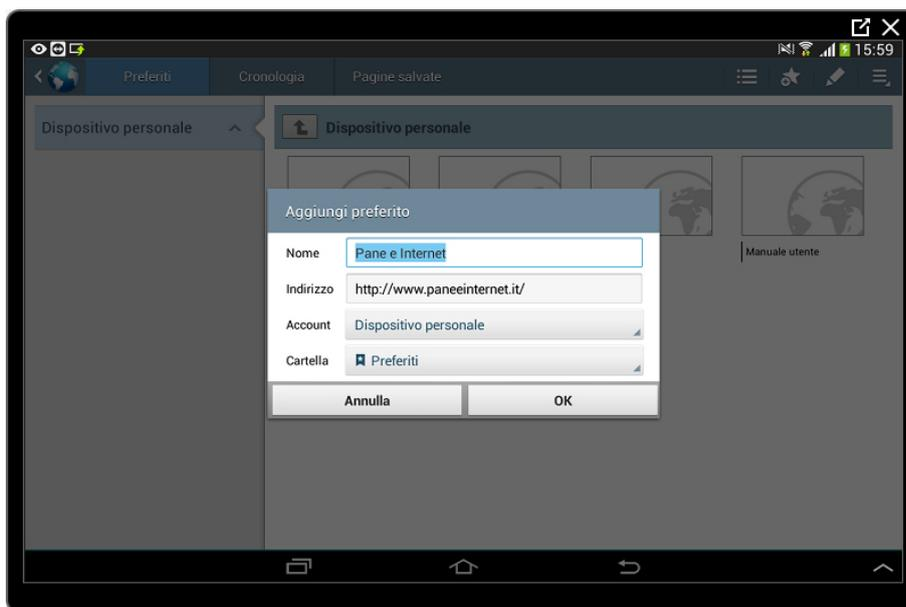 15:59
Preferiti
Cronologia
Pagine salvate
Dispositivo personale
Dispositivo personale
Aggiungi preferito
Nome
Pane e Internet
Indirizzo
http://www.paneeinternet.it/
Account
Dispositivo personale
Cartella
Preferiti
Manuale utente
Annulla
OK